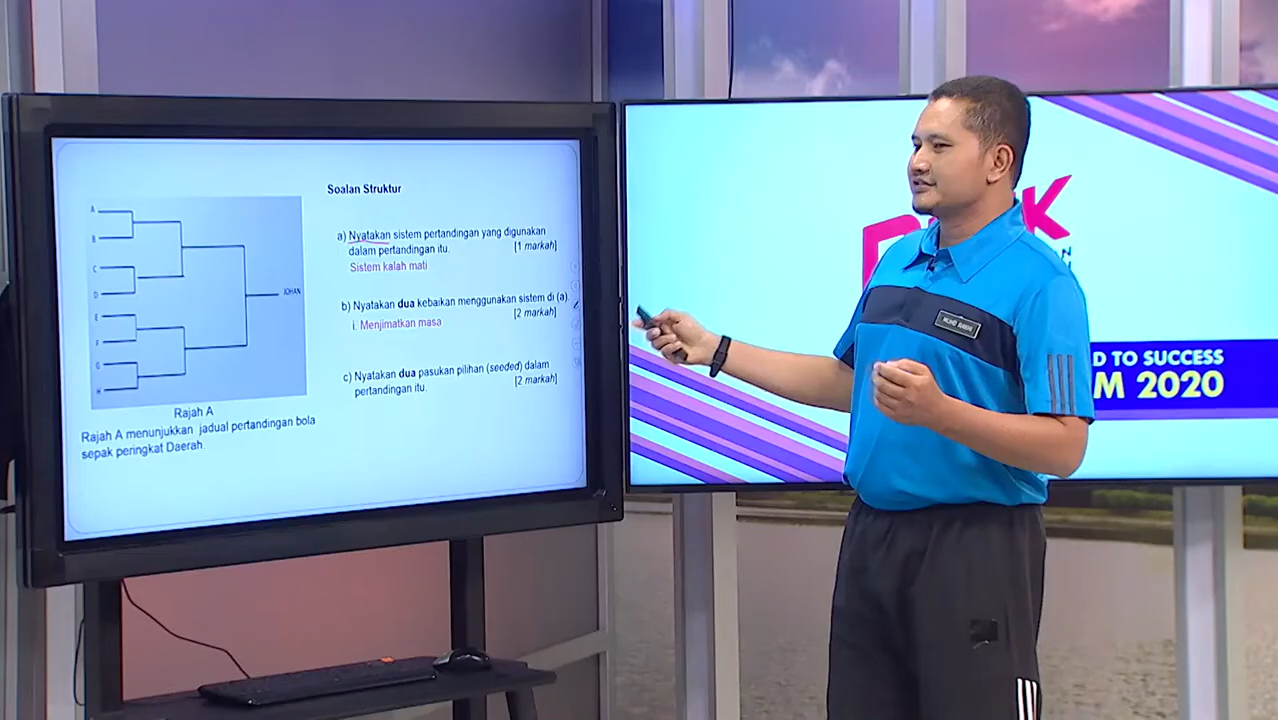 Soalan Struktur
A
B
C
D
E
F
G
H
JOHAN
a) Nyatakan sistem pertandingan yang digunakan
dalam pertandingan itu. [1 markah]
Sistem kalah mati
b) Nyatakan dua kebaikan menggunakan sistem di (a).
[2 markah]
i. Menjimatkan masa
c) Nyatakan dua pasukan pilihan (seeded) dalam
pertandingan itu. [2 markah]
Rajah A
Rajah A menunjukkan jadual pertandingan bola
sepak peringkat Daerah.
D TO SUCCESS
M 2020